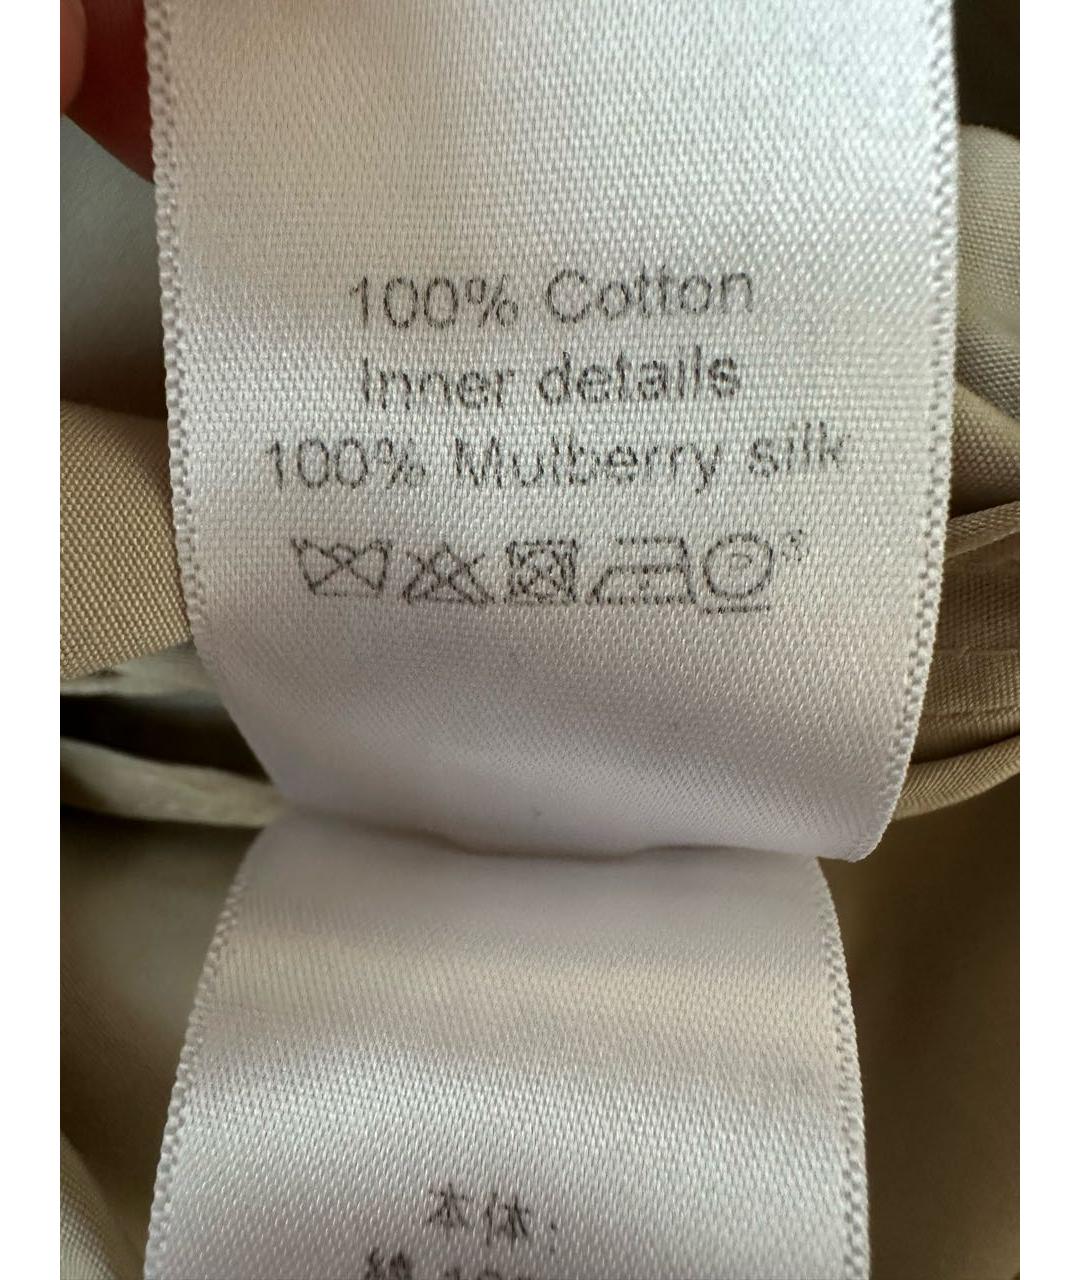 100% Cotton
Inner details
100% Mulberry silk
本体: